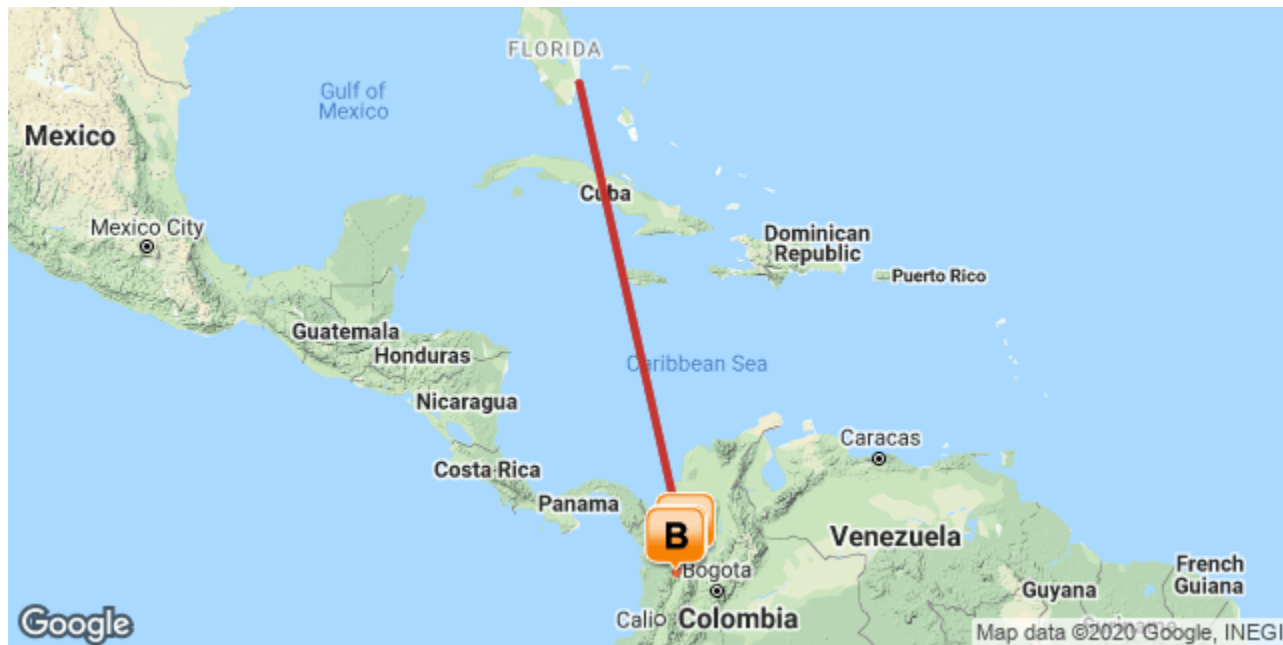 FLORIDA
Gulf of
Mexico
Mexico
Cuba
Mexico City
Dominican
Republic
Puerto Rico
Guatemala
Honduras
Caribbean Sea
Nicaragua
Caracas
Costa Rica
Panama
B
Venezuela
Bogota
French
Guiana
Guyana
Cali
Colombia
Suriname
Google
Map data ©2020 Google, INEGI